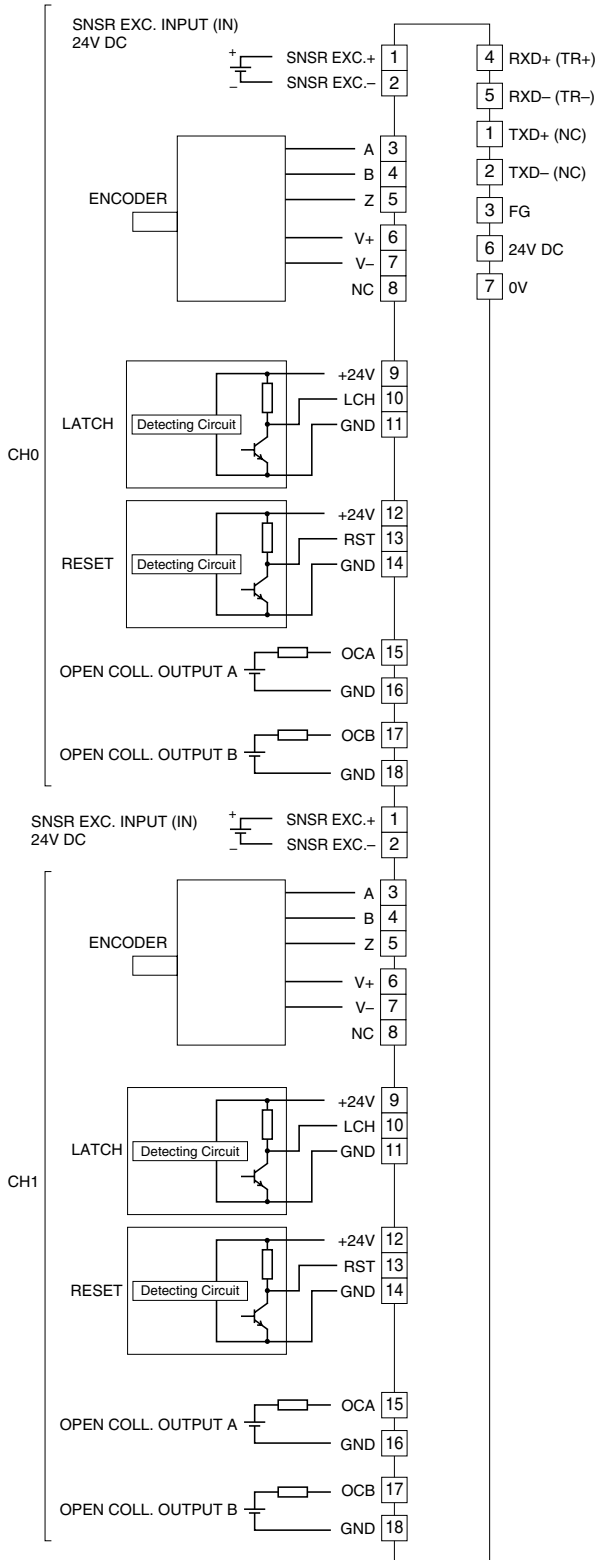 SNSR EXC. INPUT (IN)
24V DC
+
–
SNSR EXC.+ 1
SNSR EXC.– 2
ENCODER
A 3
B 4
Z 5
V+ 6
V– 7
NC 8
CH0
LATCH
Detecting Circuit
+24V 9
LCH 10
GND 11
RESET
Detecting Circuit
+24V 12
RST 13
GND 14
OPEN COLL. OUTPUT A
OCA 15
GND 16
OPEN COLL. OUTPUT B
OCB 17
GND 18
SNSR EXC. INPUT (IN)
24V DC
+
–
SNSR EXC.+ 1
SNSR EXC.– 2
ENCODER
A 3
B 4
Z 5
V+ 6
V– 7
NC 8
CH1
LATCH
Detecting Circuit
+24V 9
LCH 10
GND 11
RESET
Detecting Circuit
+24V 12
RST 13
GND 14
OPEN COLL. OUTPUT A
OCA 15
GND 16
OPEN COLL. OUTPUT B
OCB 17
GND 18
4 RXD+ (TR+)
5 RXD– (TR–)
1 TXD+ (NC)
2 TXD– (NC)
3 FG
6 24V DC
7 0V